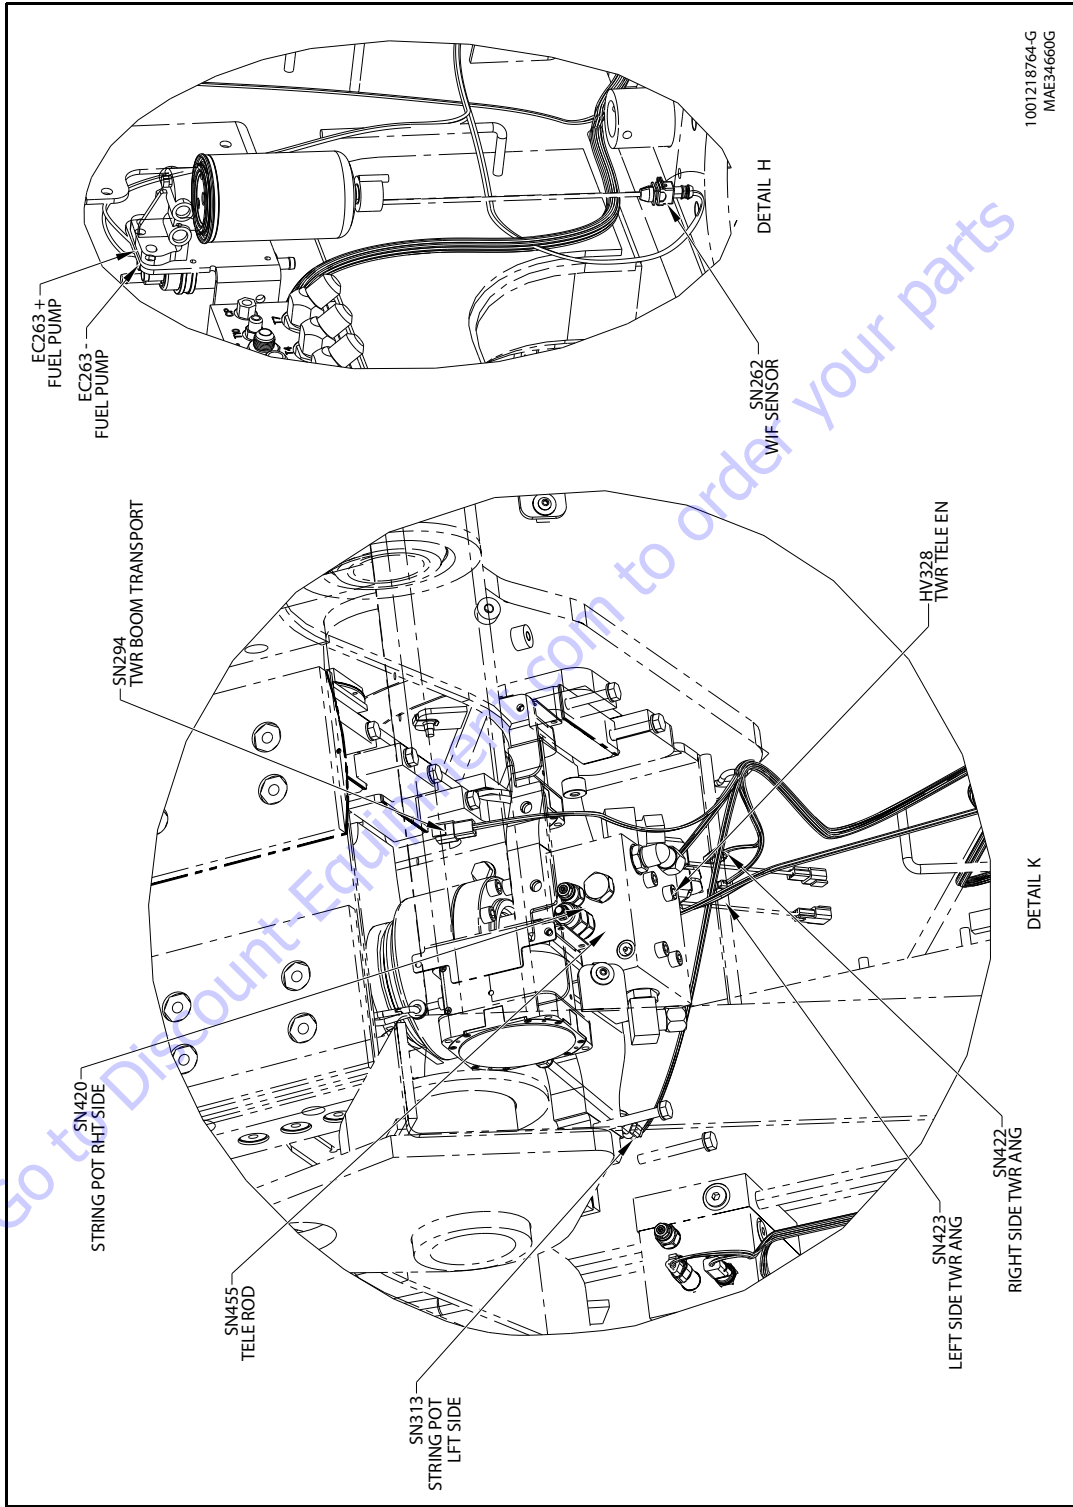 EC263 +
FUEL PUMP
EC263 -
FUEL PUMP
SN262
WIF SENSOR
DETAIL H
SN294
TWR BOOM TRANSPORT
SN420
STRING POT RHT SIDE
SN455
TELE ROD
SN313
STRING POT
LFT SIDE
HV328
TWR TELE EN
SN422
RIGHT SIDE TWR ANG
SN423
LEFT SIDE TWR ANG
DETAIL K
1001218764-G
MAE34660G
Go to Discount-Equipment.com to order your parts